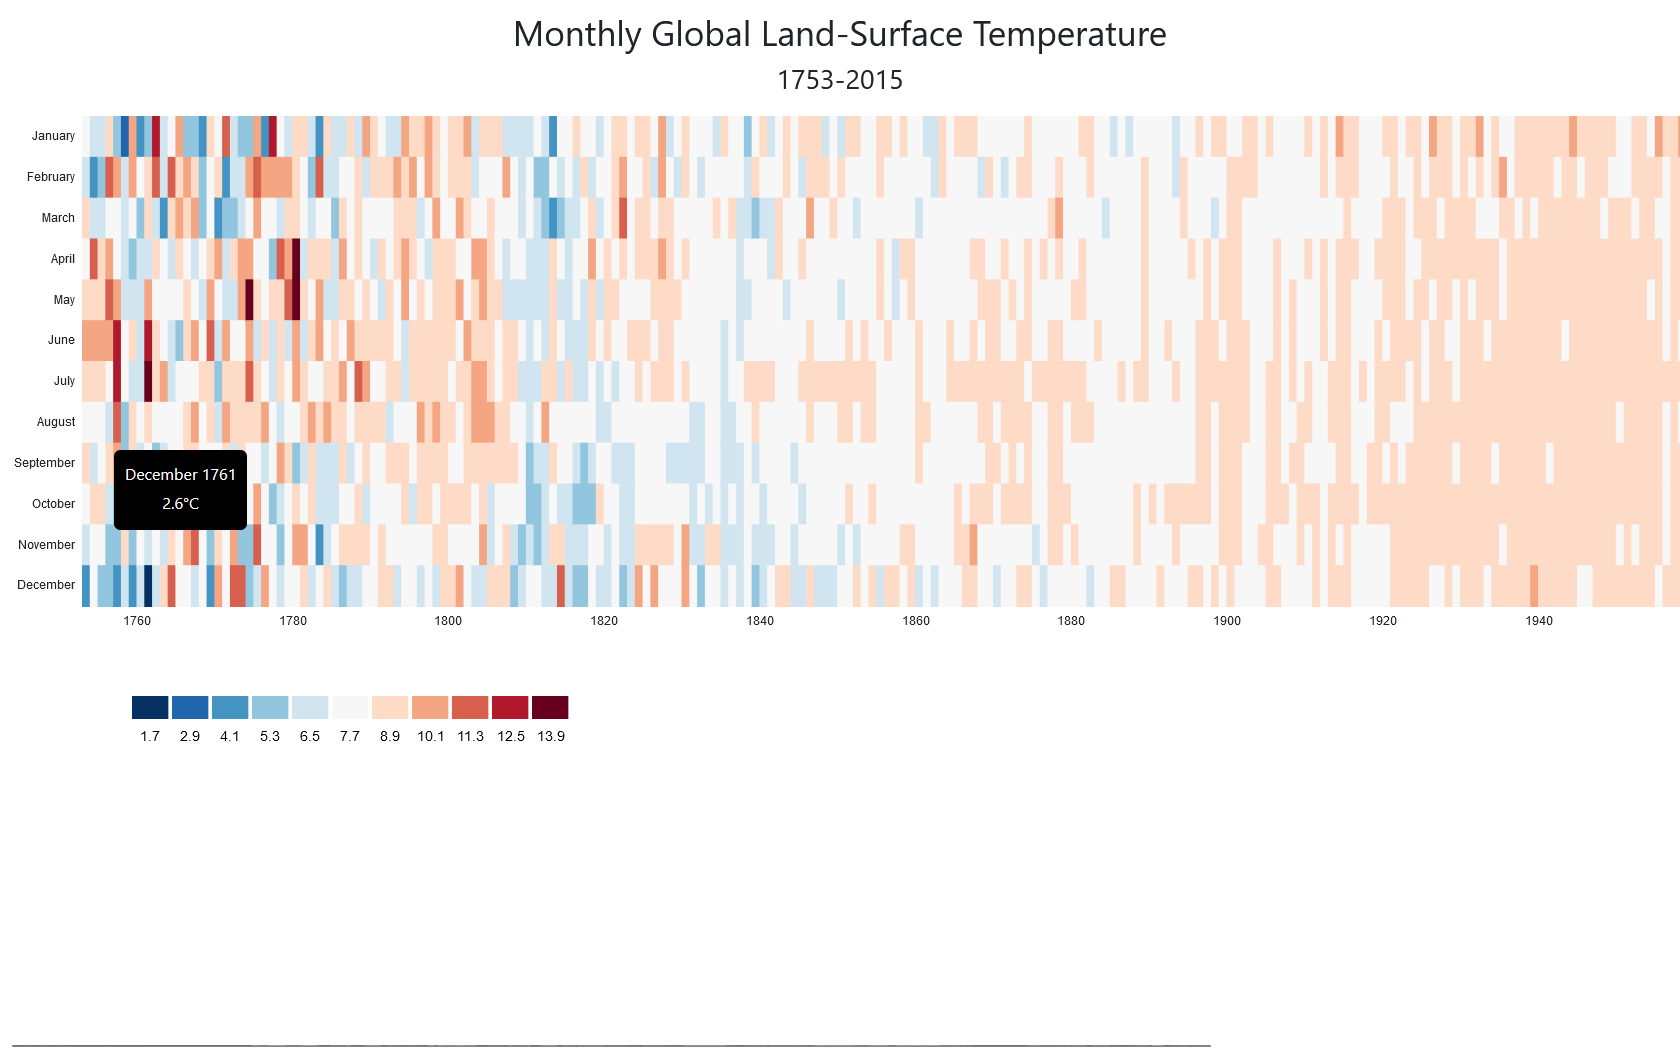 Monthly Global Land-Surface Temperature
1753-2015
January
February
March
April
May
June
July
August
September
October
November
December
December 1761
2.6℃
1760 1780 1800 1820 1840 1860 1880 1900 1920 1940
1.7 2.9 4.1 5.3 6.5 7.7 8.9 10.1 11.3 12.5 13.9